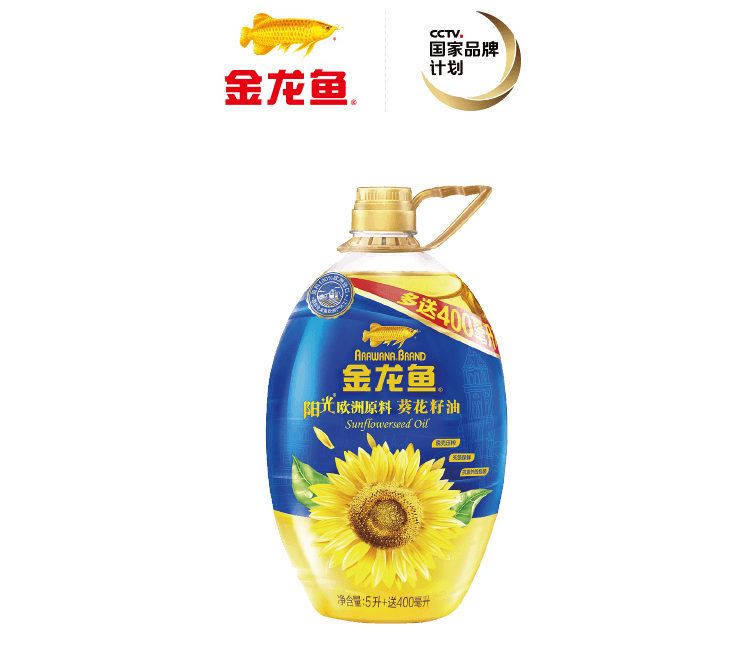 金龙鱼®
CCTV.
国家品牌
计划
多送400毫升
ARAWANA BRAND
金龙鱼®
阳光®欧洲原料 葵花籽油
Sunflowerseed Oil
净含量:5升+送400毫升